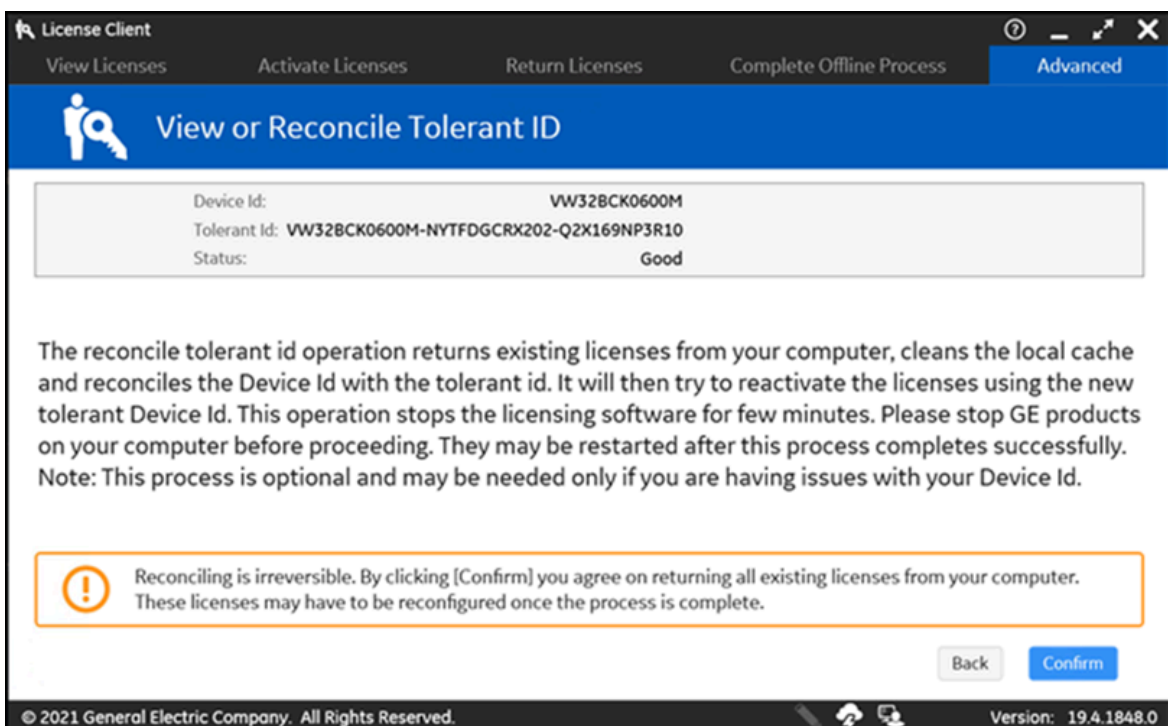 License Client
View Licenses Activate Licenses Return Licenses Complete Offline Process Advanced
View or Reconcile Tolerant ID
Device Id: VW32BCK0600M
Tolerant Id: VW32BCK0600M-NYTFDGCRX202-Q2X169NP3R10
Status: Good
The reconcile tolerant id operation returns existing licenses from your computer, cleans the local cache
and reconciles the Device Id with the tolerant id. It will then try to reactivate the licenses using the new
tolerant Device Id. This operation stops the licensing software for few minutes. Please stop GE products
on your computer before proceeding. They may be restarted after this process completes successfully.
Note: This process is optional and may be needed only if you are having issues with your Device Id.
Reconciling is irreversible. By clicking [Confirm] you agree on returning all existing licenses from your computer.
These licenses may have to be reconfigured once the process is complete.
Back Confirm
© 2021 General Electric Company. All Rights Reserved. Version: 19.4.1848.0